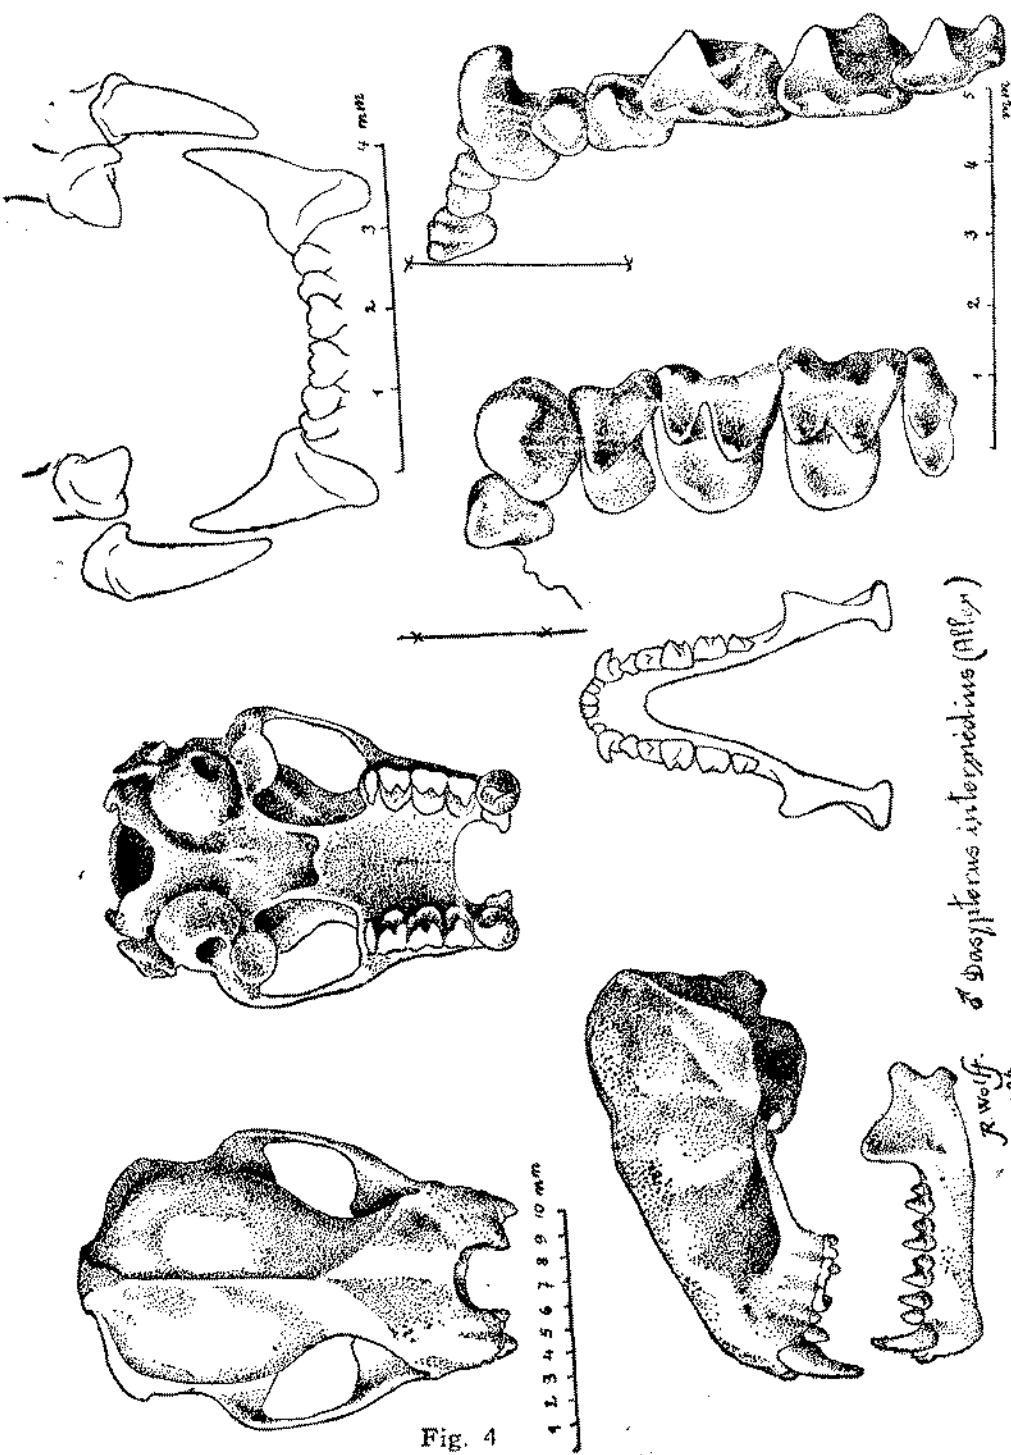 1 2 3 4 mm
1 2 3 4 5 mm
1 2 3 4 5 6 7 8 9 10 mm
♂ Dasypterus intermedius (Allen)
R Wolff.
Fig. 4